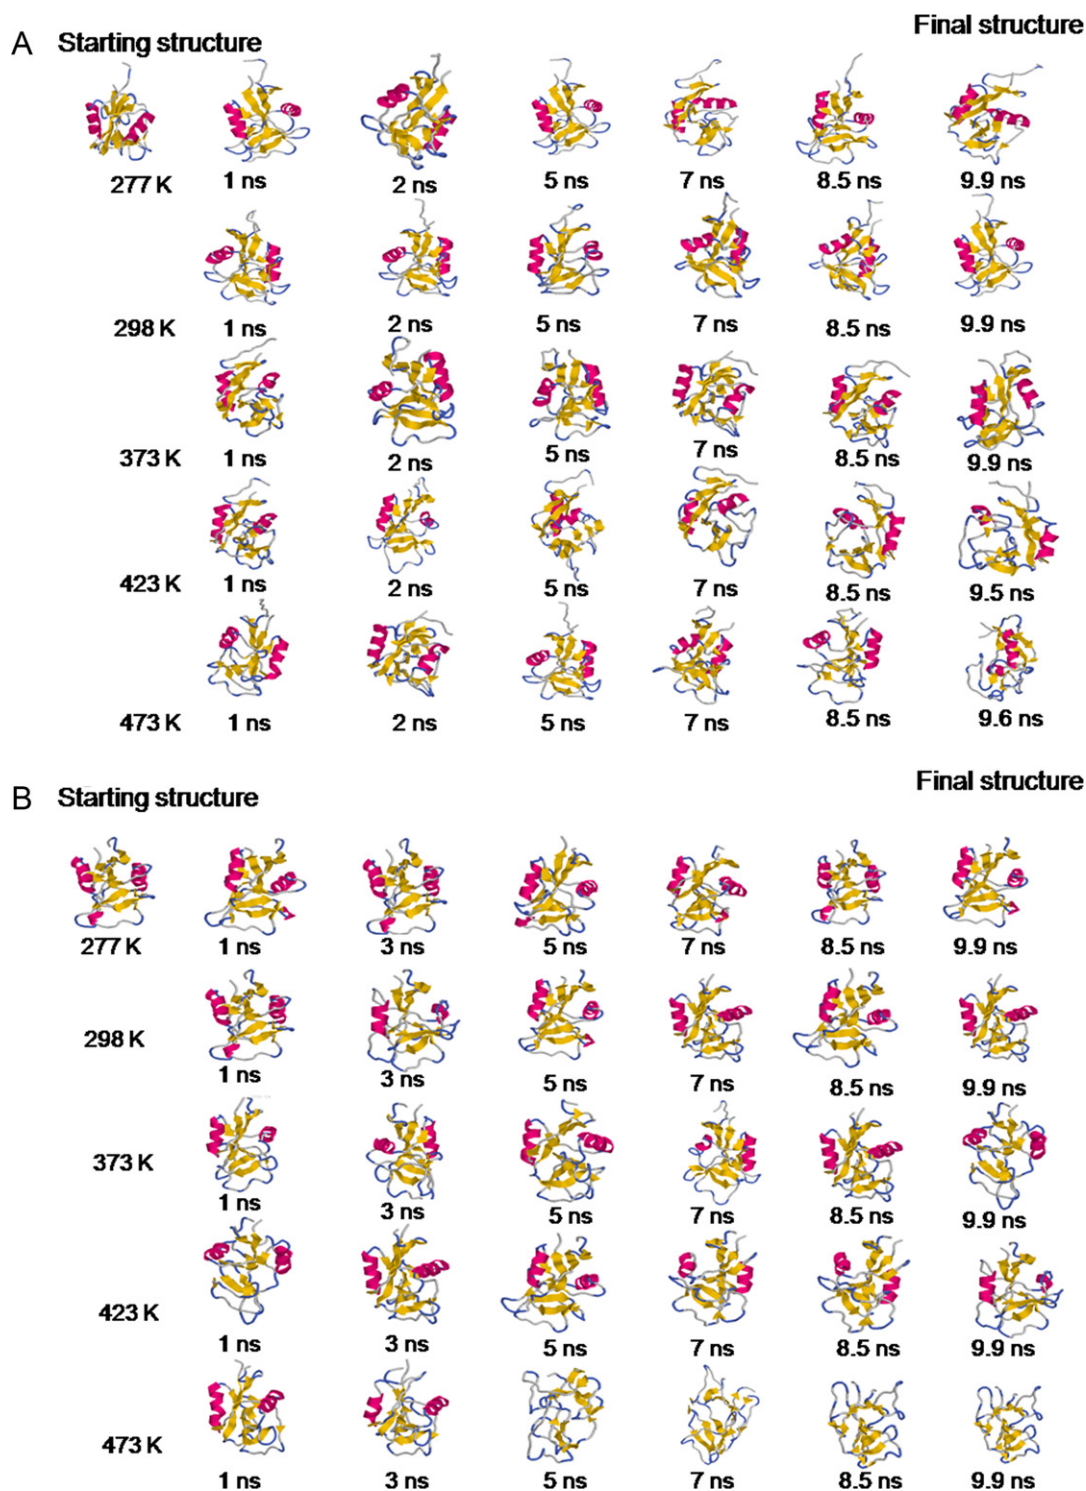 A Starting structure Final structure
277 K 1 ns 2 ns 5 ns 7 ns 8.5 ns 9.9 ns
298 K 1 ns 2 ns 5 ns 7 ns 8.5 ns 9.9 ns
373 K 1 ns 2 ns 5 ns 7 ns 8.5 ns 9.9 ns
423 K 1 ns 2 ns 5 ns 7 ns 8.5 ns 9.5 ns
473 K 1 ns 2 ns 5 ns 7 ns 8.5 ns 9.6 ns
B Starting structure Final structure
277 K 1 ns 3 ns 5 ns 7 ns 8.5 ns 9.9 ns
298 K 1 ns 3 ns 5 ns 7 ns 8.5 ns 9.9 ns
373 K 1 ns 3 ns 5 ns 7 ns 8.5 ns 9.9 ns
423 K 1 ns 3 ns 5 ns 7 ns 8.5 ns 9.9 ns
473 K 1 ns 3 ns 5 ns 7 ns 8.5 ns 9.9 ns